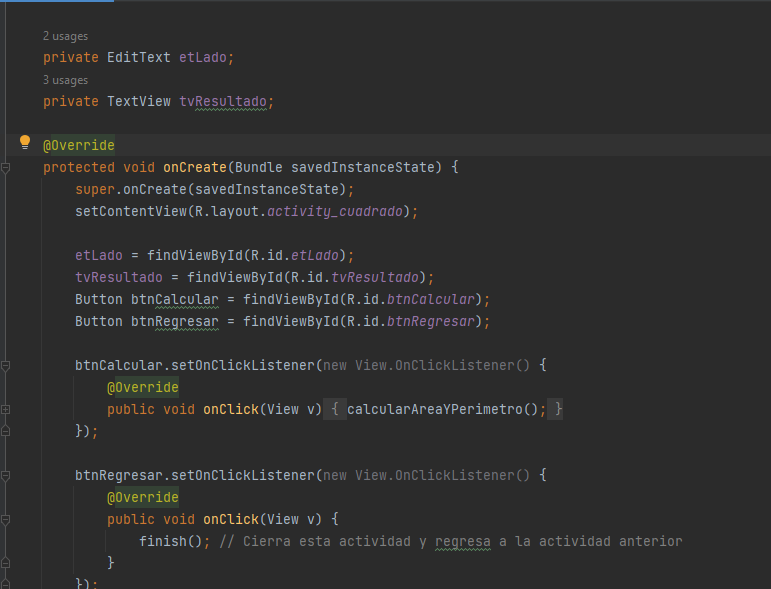 2 usages
private EditText etLado;
3 usages
private TextView tvResultado;
@Override
protected void onCreate(Bundle savedInstanceState) {
super.onCreate(savedInstanceState);
setContentView(R.layout.activity_cuadrado);
etLado = findViewById(R.id.etLado);
tvResultado = findViewById(R.id.tvResultado);
Button btnCalcular = findViewById(R.id.btnCalcular);
Button btnRegresar = findViewById(R.id.btnRegresar);
btnCalcular.setOnClickListener(new View.OnClickListener() {
@Override
public void onClick(View v) { calcularAreaYPerimetro(); }
});
btnRegresar.setOnClickListener(new View.OnClickListener() {
@Override
public void onClick(View v) {
finish(); // Cierra esta actividad y regresa a la actividad anterior
}
});